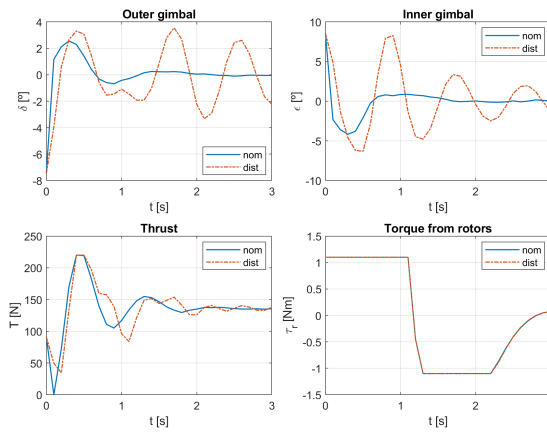 Outer gimbal
4
2
0
-2
-4
-6
-8
δ [º]
0
1
2
3
t [s]
nom
dist
Inner gimbal
10
5
0
-5
-10
ϵ [º]
0
1
2
3
t [s]
nom
dist
Thrust
250
200
150
100
50
0
T [N]
0
1
2
3
t [s]
nom
dist
Torque from rotors
1.5
1
0.5
0
-0.5
-1
-1.5
τr [Nm]
0
1
2
3
t [s]
nom
dist